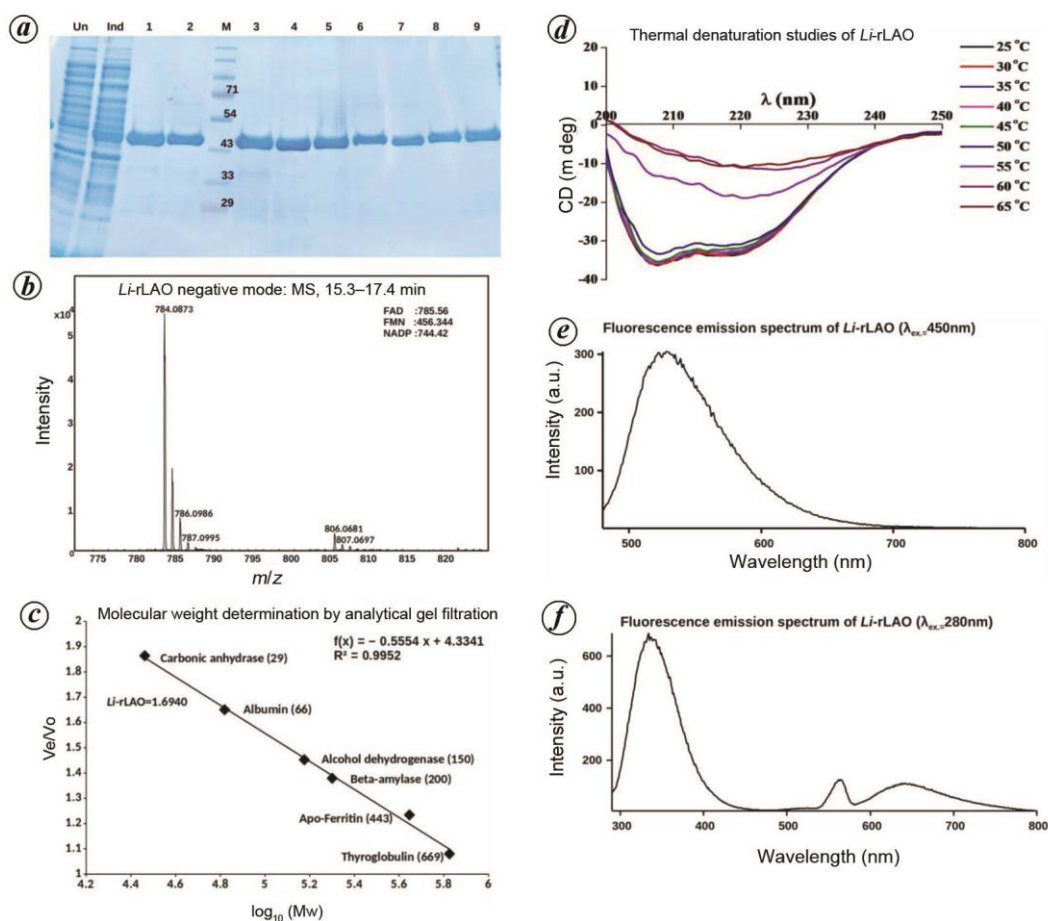 a
Un Ind 1 2 M 3 4 5 6 7 8 9
71
54
43
33
29
b
Li-rLAO negative mode: MS, 15.3–17.4 min
x10⁴
784.0873
FAD :785.56
FMN :456.344
NADP :744.42
5
4
3
2
1
0
Intensity
786.0986
787.0995
806.0681
807.0697
775 780 785 790 795 800 805 810 815 820
m/z
c
Molecular weight determination by analytical gel filtration
f(x) = − 0.5554 x + 4.3341
R² = 0.9952
2
1.9
1.8
1.7
1.6
1.5
1.4
1.3
1.2
1.1
1
Ve/Vo
Carbonic anhydrase (29)
Li-rLAO=1.6940
Albumin (66)
Alcohol dehydrogenase (150)
Beta-amylase (200)
Apo-Ferritin (443)
Thyroglobulin (669)
4.2 4.4 4.6 4.8 5 5.2 5.4 5.6 5.8 6
log₁₀ (Mw)
d
Thermal denaturation studies of Li-rLAO
20
10
0
-10
-20
-30
-40
CD (m deg)
λ (nm)
200 210 220 230 240 250
25 °C
30 °C
35 °C
40 °C
45 °C
50 °C
55 °C
60 °C
65 °C
e
Fluorescence emission spectrum of Li-rLAO (λex.=450nm)
300
200
100
Intensity (a.u.)
500 600 700 800
Wavelength (nm)
f
Fluorescence emission spectrum of Li-rLAO (λex.=280nm)
600
400
200
Intensity (a.u.)
300 400 500 600 700 800
Wavelength (nm)